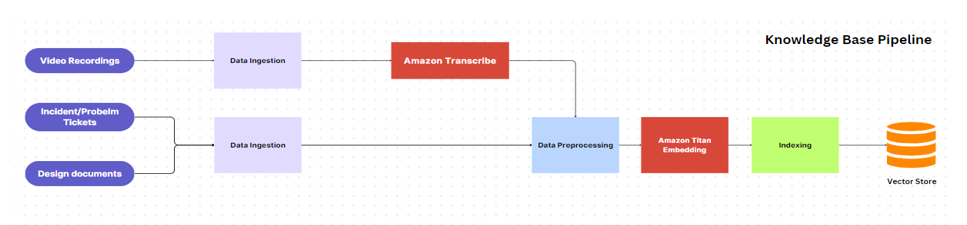 Knowledge Base Pipeline
Video Recordings
Data Ingestion
Amazon Transcribe
Incident/Probelm
Tickets
Design documents
Data Ingestion
Data Preprocessing
Amazon Titan
Embedding
Indexing
Vector Store